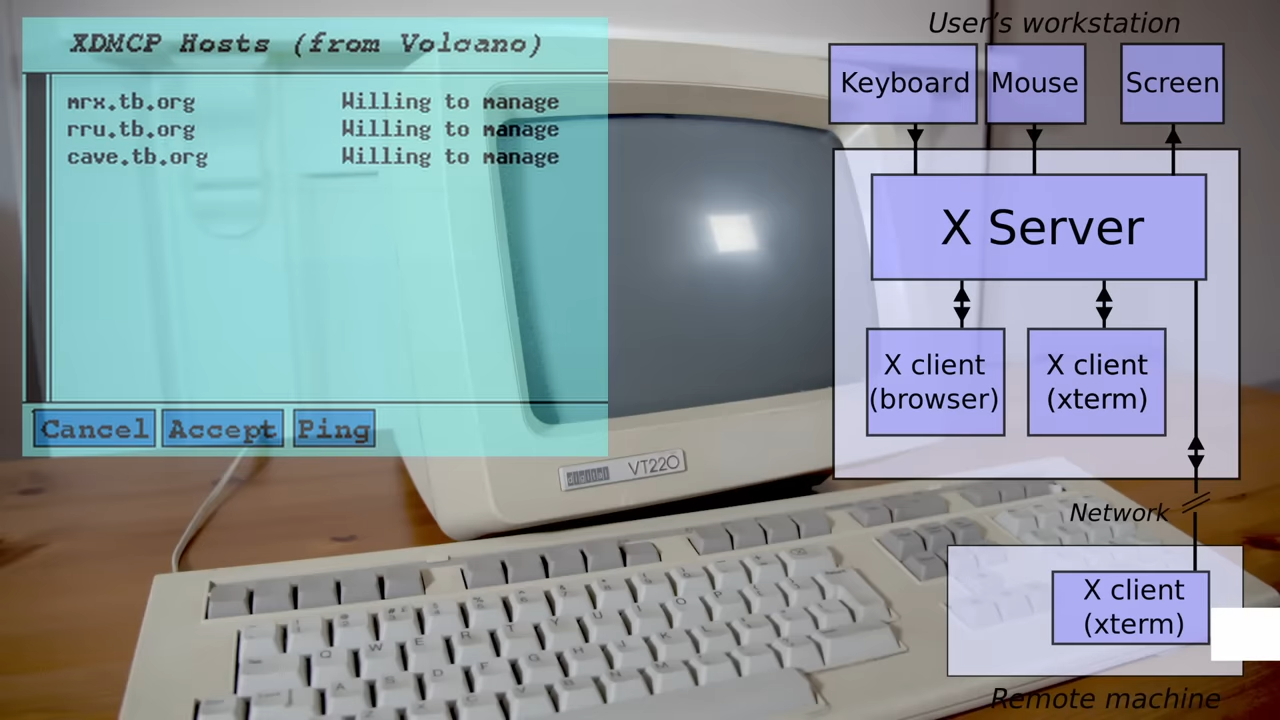 XDMCP Hosts (from Volcano)
mrx.tb.org Willing to manage
rru.tb.org Willing to manage
cave.tb.org Willing to manage
Cancel Accept Ping
digital VT220
User's workstation
Keyboard Mouse Screen
X Server
X client
(browser)
X client
(xterm)
Network
X client
(xterm)
Remote machine
Q W E R T Y U I O P
A S D